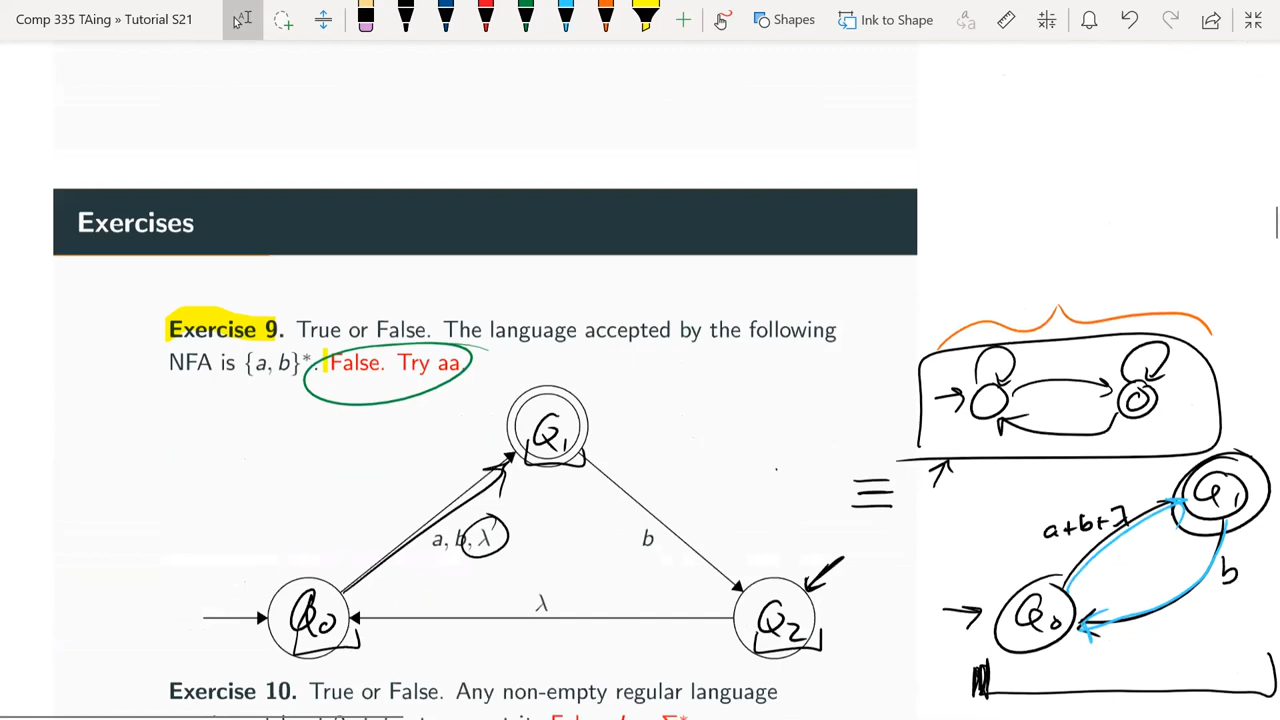 Comp 335 TAing » Tutorial S21
Shapes
Ink to Shape
Exercises
Exercise 9. True or False. The language accepted by the following
NFA is {a, b}*. False. Try aa.
Q₁
a, b, λ
b
Q₀
λ
Q₂
≡
Q₁
a+b+λ
b
Q₀
Exercise 10. True or False. Any non-empty regular language